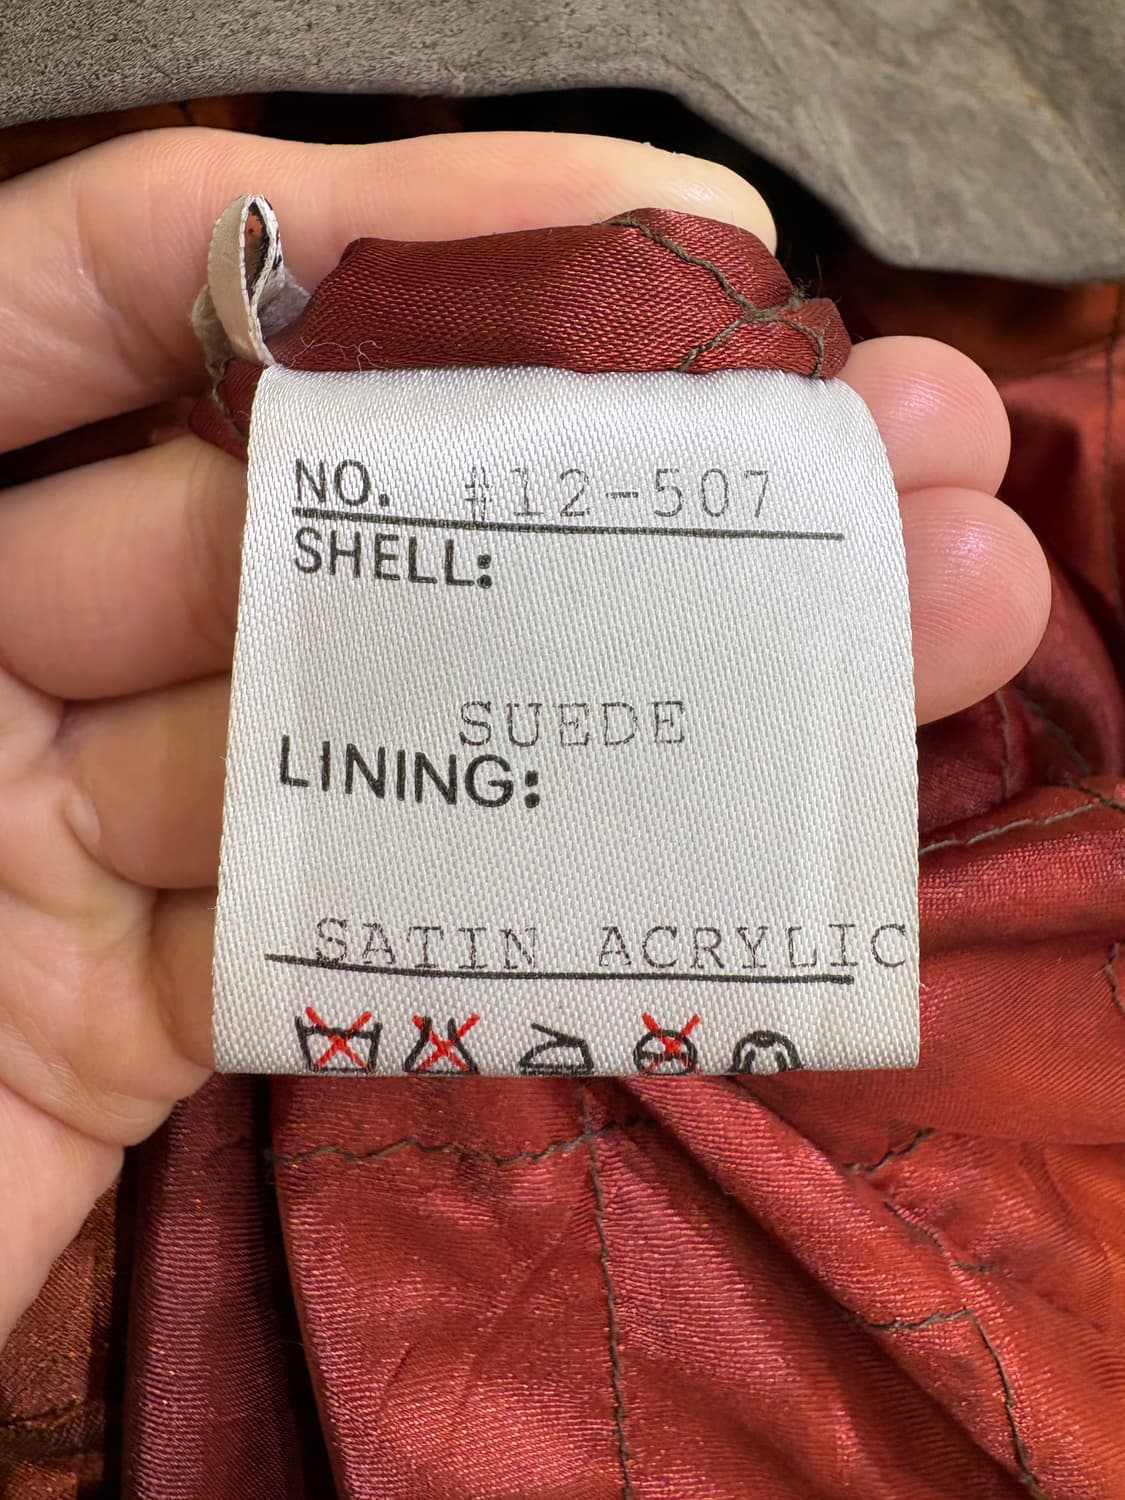 NO. #12-507
SHELL:
SUEDE
LINING:
SATIN ACRYLIC